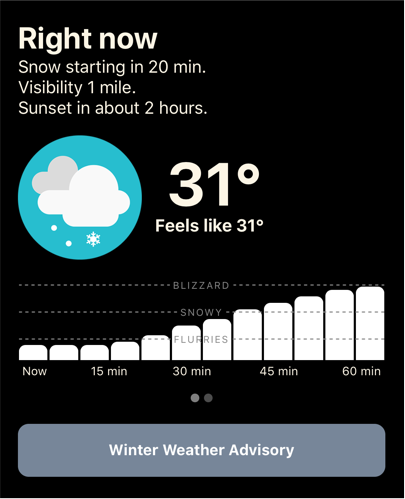 Right now
Snow starting in 20 min.
Visibility 1 mile.
Sunset in about 2 hours.
31°
Feels like 31°
BLIZZARD
SNOWY
FLURRIES
Now 15 min 30 min 45 min 60 min
Winter Weather Advisory